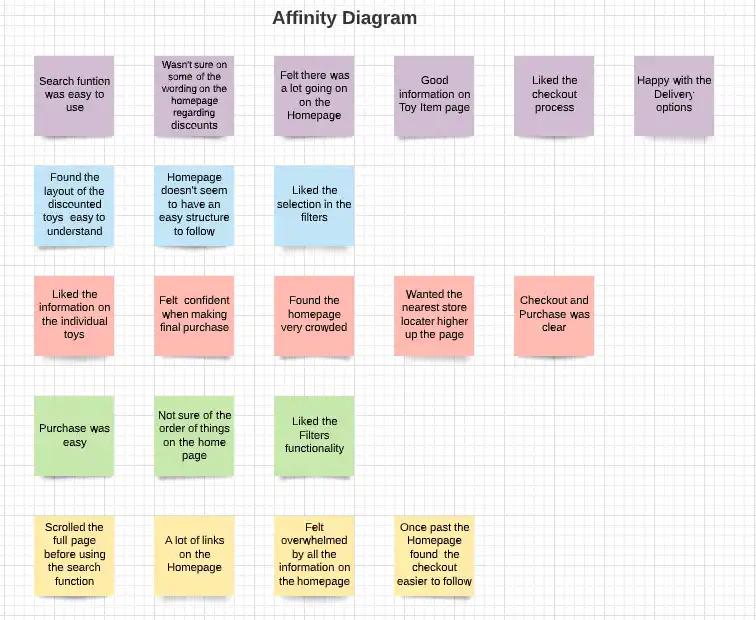 Affinity Diagram
Search funtion
was easy to
use
Wasn't sure on
some of the
wording on the
homepage
regarding
discounts
Felt there was
a lot going on
on the
Homepage
Good
information on
Toy Item page
Liked the
checkout
process
Happy with the
Delivery
options
Found the
layout of the
discounted
toys easy to
understand
Homepage
doesn't seem
to have an
easy structure
to follow
Liked the
selection in the
filters
Liked the
information on
the individual
toys
Felt confident
when making
final purchase
Found the
homepage
very crowded
Wanted the
nearest store
locater higher
up the page
Checkout and
Purchase was
clear
Purchase was
easy
Not sure of the
order of things
on the home
page
Liked the
Filters
functionality
Scrolled the
full page
before using
the search
function
A lot of links
on the
Homepage
Felt
overwhelmed
by all the
information on
the homepage
Once past the
Homepage
found the
checkout
easier to follow